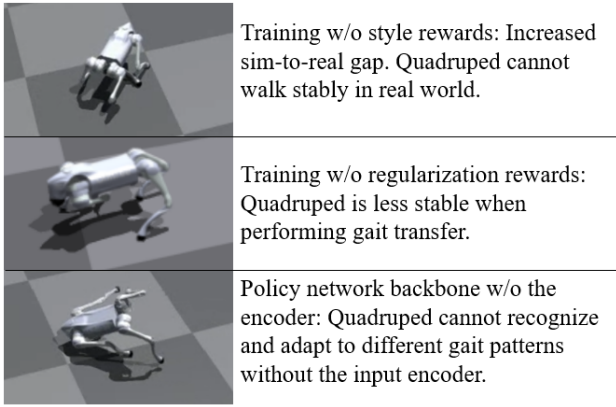 Training w/o style rewards: Increased
sim-to-real gap. Quadruped cannot
walk stably in real world.
Training w/o regularization rewards:
Quadruped is less stable when
performing gait transfer.
Policy network backbone w/o the
encoder: Quadruped cannot recognize
and adapt to different gait patterns
without the input encoder.